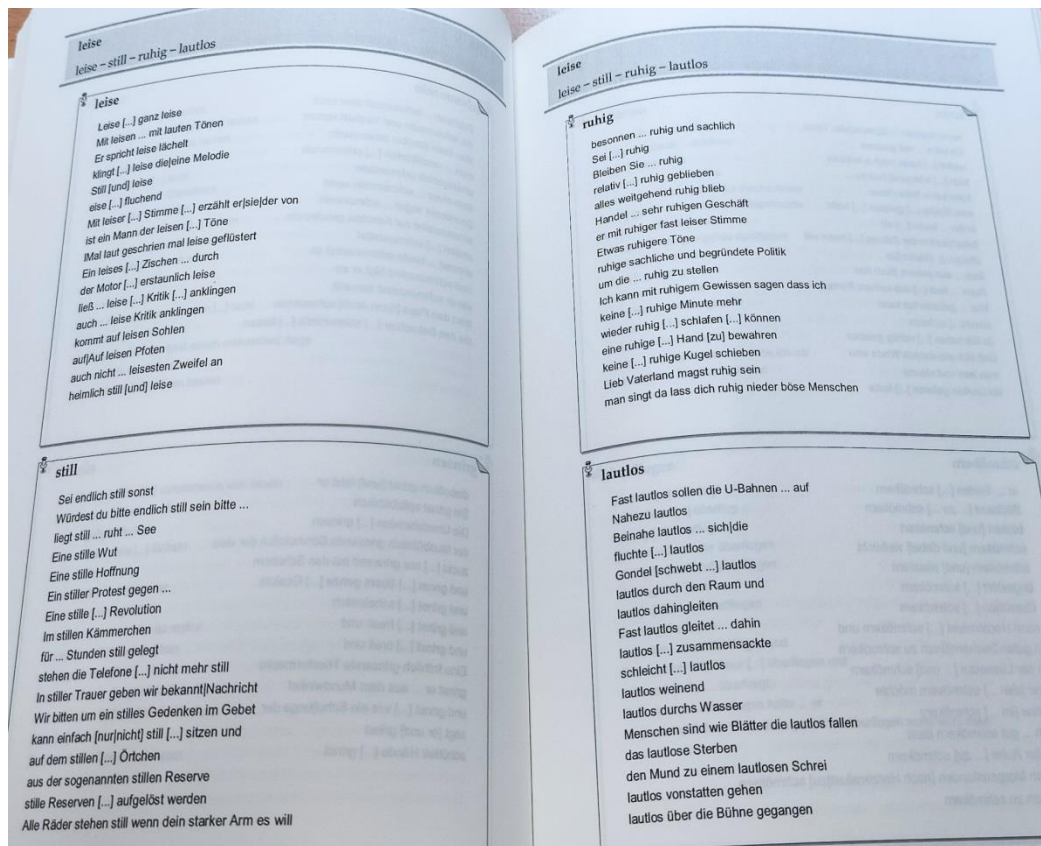 leise
leise – still – ruhig – lautlos
leise
Leise [...] ganz leise
Mit leisen ... mit lauten Tönen
Er spricht leise lächelt
klingt [...] leise die|eine Melodie
Still [und] leise
eise [...] fluchend
Mit leiser [...] Stimme [...] erzählt er|sie|der von
ist ein Mann der leisen [...] Töne
lMal laut geschrien mal leise geflüstert
Ein leises [...] Zischen ... durch
der Motor [...] erstaunlich leise
ließ ... leise [...] Kritik [...] anklingen
auch ... leise Kritik anklingen
kommt auf leisen Sohlen
auf|Auf leisen Pfoten
auch nicht ... leisesten Zweifel an
heimlich still [und] leise
still
Sei endlich still sonst
Würdest du bitte endlich still sein bitte ...
liegt still ... ruht ... See
Eine stille Wut
Eine stille Hoffnung
Ein stiller Protest gegen ...
Eine stille [...] Revolution
Im stillen Kämmerchen
für ... Stunden still gelegt
stehen die Telefone [...] nicht mehr still
In stiller Trauer geben wir bekannt|Nachricht
Wir bitten um ein stilles Gedenken im Gebet
kann einfach [nur|nicht] still [...] sitzen und
auf dem stillen [...] Örtchen
aus der sogenannten stillen Reserve
stille Reserven [...] aufgelöst werden
Alle Räder stehen still wenn dein starker Arm es will
leise
leise – still – ruhig – lautlos
ruhig
besonnen ... ruhig und sachlich
Sei [...] ruhig
Bleiben Sie ... ruhig
relativ [...] ruhig geblieben
alles weitgehend ruhig blieb
Handel ... sehr ruhigen Geschäft
er mit ruhiger fast leiser Stimme
Etwas ruhigere Töne
ruhige sachliche und begründete Politik
um die ... ruhig zu stellen
Ich kann mit ruhigem Gewissen sagen dass ich
keine [...] ruhige Minute mehr
wieder ruhig [...] schlafen [...] können
eine ruhige [...] Hand [zu] bewahren
keine [...] ruhige Kugel schieben
Lieb Vaterland magst ruhig sein
man singt da lass dich ruhig nieder böse Menschen
lautlos
Fast lautlos sollen die U-Bahnen ... auf
Nahezu lautlos
Beinahe lautlos ... sich|die
fluchte [...] lautlos
Gondel [schwebt ...] lautlos
lautlos durch den Raum und
lautlos dahingleiten
Fast lautlos gleitet ... dahin
lautlos [...] zusammensackte
schleicht [...] lautlos
lautlos weinend
lautlos durchs Wasser
Menschen sind wie Blätter die lautlos fallen
das lautlose Sterben
den Mund zu einem lautlosen Schrei
lautlos vonstatten gehen
lautlos über die Bühne gegangen